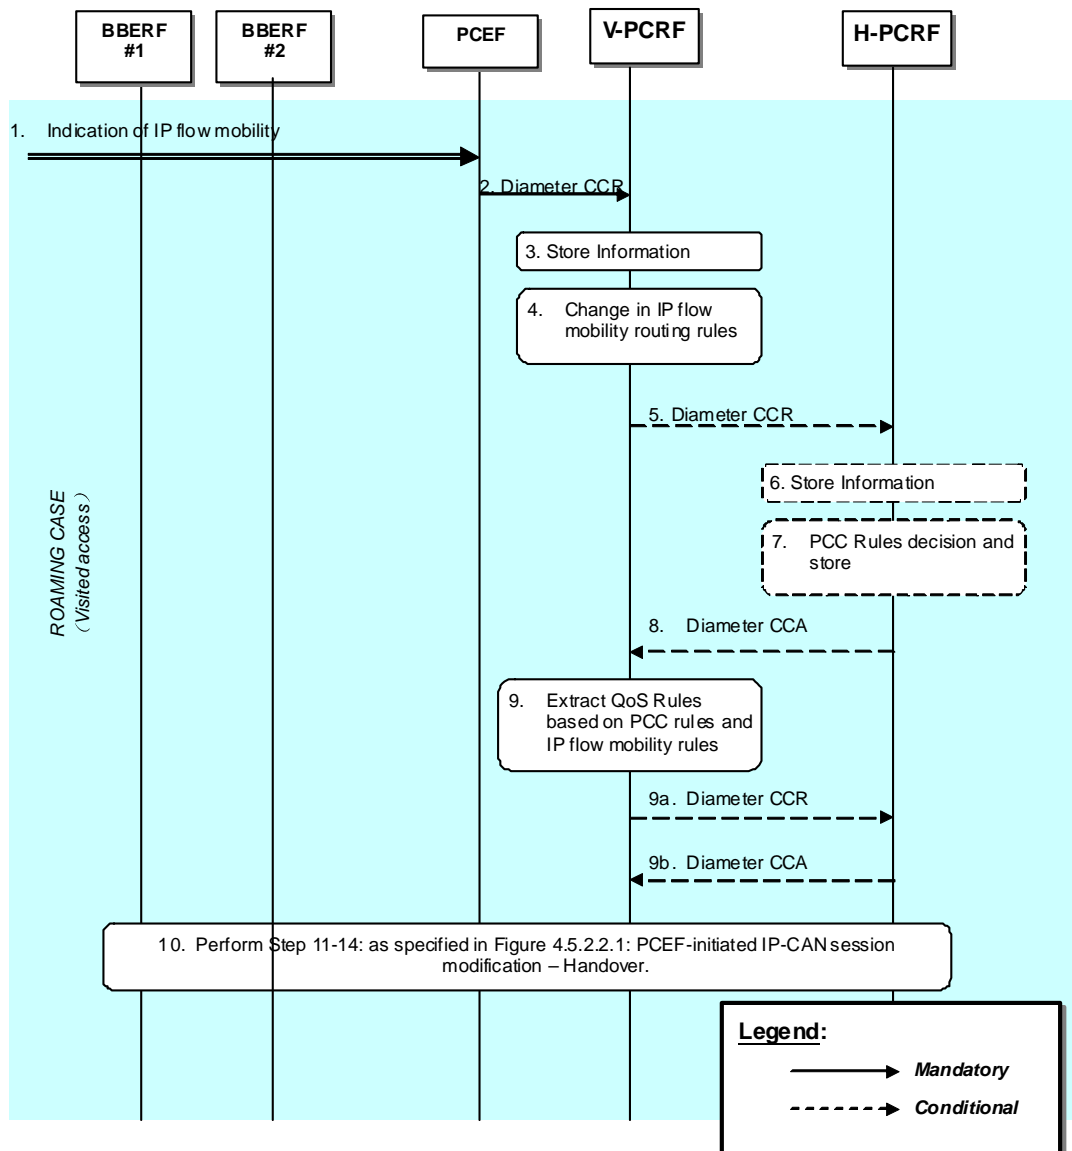 BBERF
#1
BBERF
#2
PCEF
V-PCRF
H-PCRF
1. Indication of IP flow mobility
2. Diameter CCR
3. Store Information
4. Change in IP flow
mobility routing rules
5. Diameter CCR
6. Store Information
7. PCC Rules decision and
store
ROAMING CASE
(Visited access)
8. Diameter CCA
9. Extract QoS Rules
based on PCC rules and
IP flow mobility rules
9a. Diameter CCR
9b. Diameter CCA
10. Perform Step 11-14: as specified in Figure 4.5.2.2.1: PCEF-initiated IP-CAN session
modification – Handover.
Legend:
Mandatory
Conditional